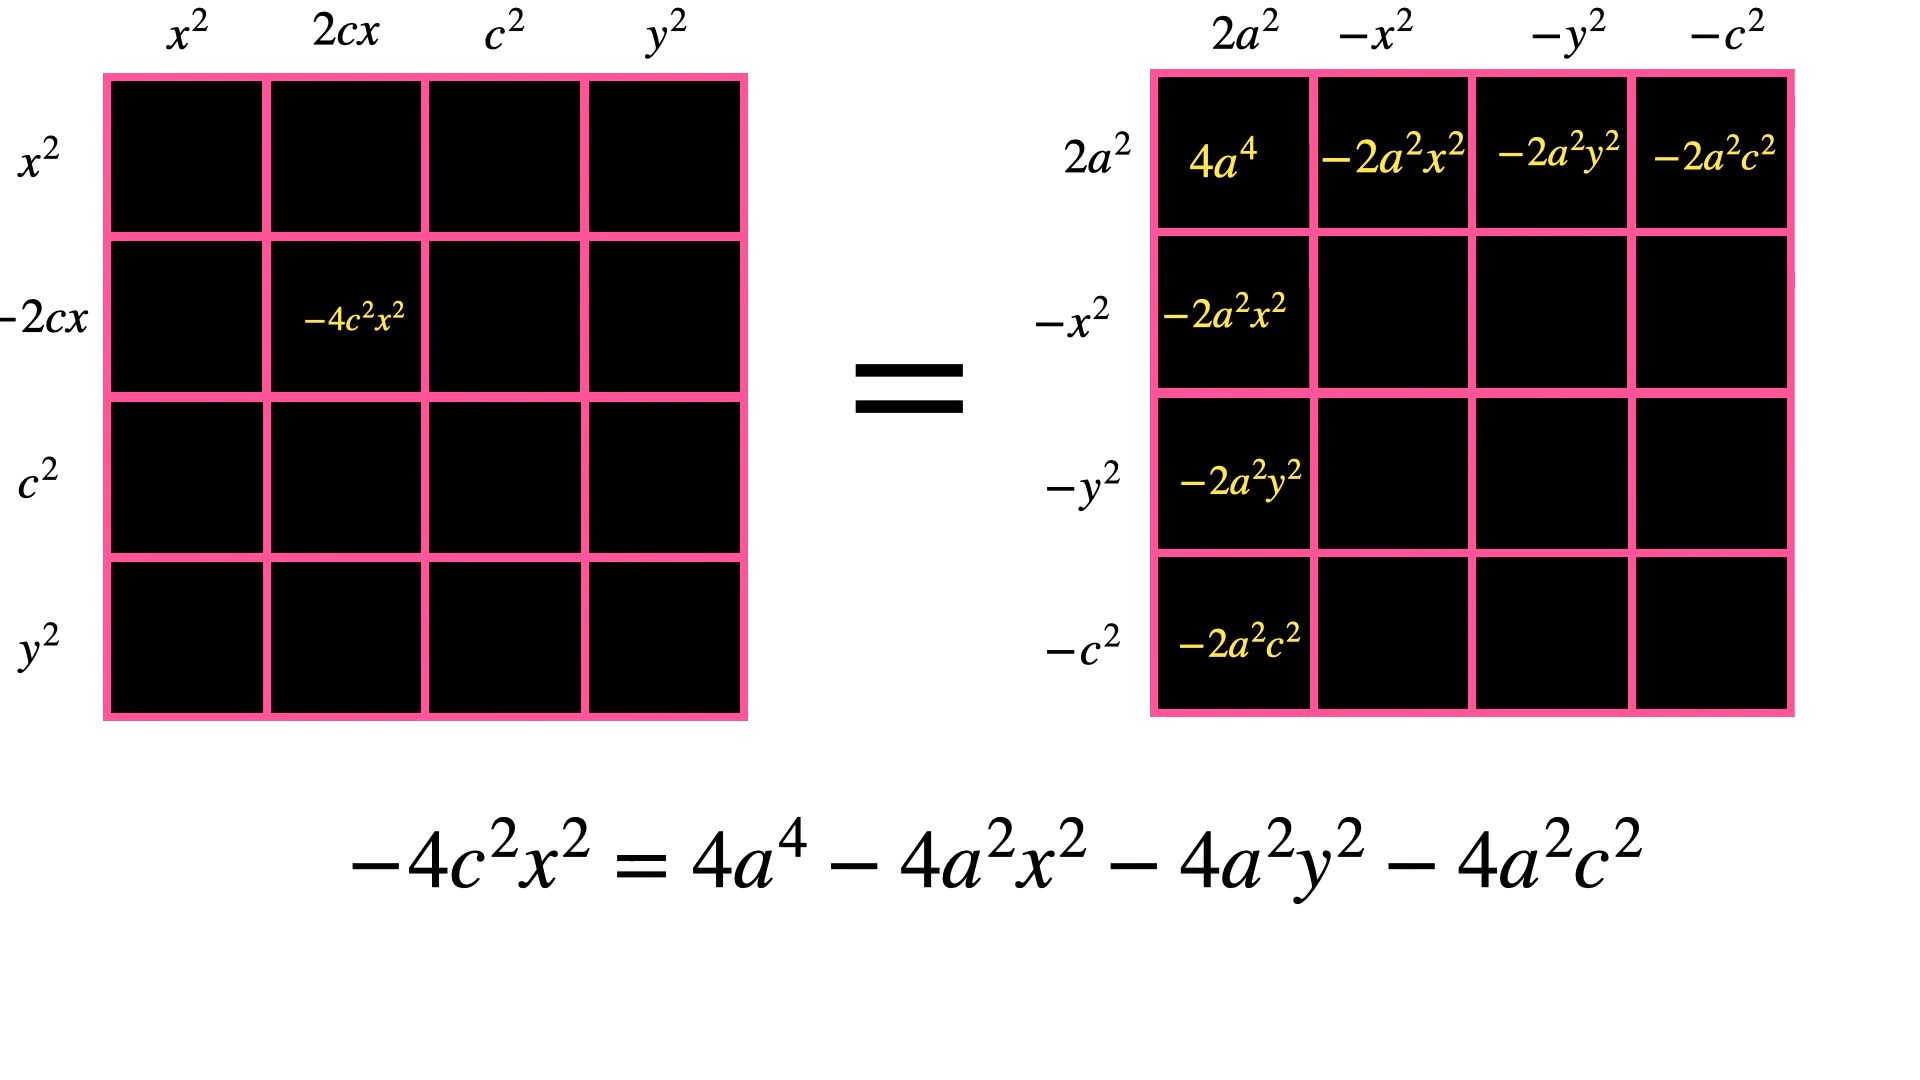 x² 2cx c² y² 2a² −x² −y² −c²
x² 2a² 4a⁴ −2a²x² −2a²y² −2a²c²
−2cx −4c²x² −x² −2a²x²
= 
c² −y² −2a²y²
y² −c² −2a²c²
−4c²x² = 4a⁴ − 4a²x² − 4a²y² − 4a²c²